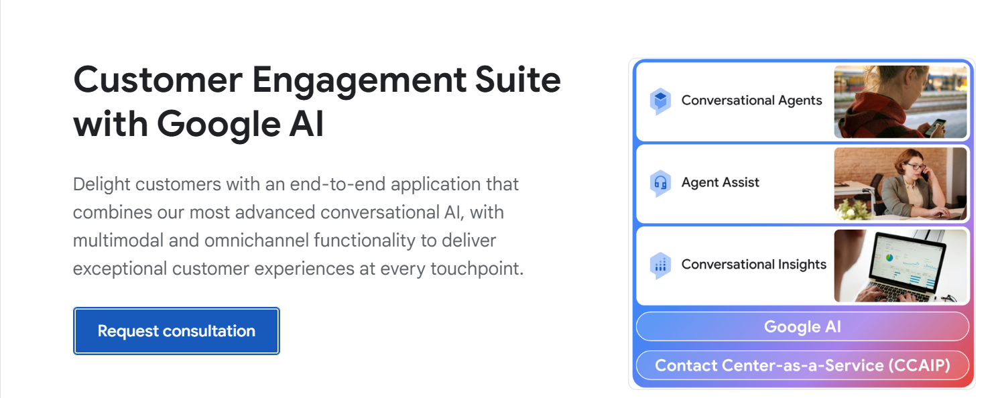 Customer Engagement Suite
with Google AI
Delight customers with an end-to-end application that
combines our most advanced conversational AI, with
multimodal and omnichannel functionality to deliver
exceptional customer experiences at every touchpoint.
Request consultation
Conversational Agents
Agent Assist
Conversational Insights
Google AI
Contact Center-as-a-Service (CCAIP)